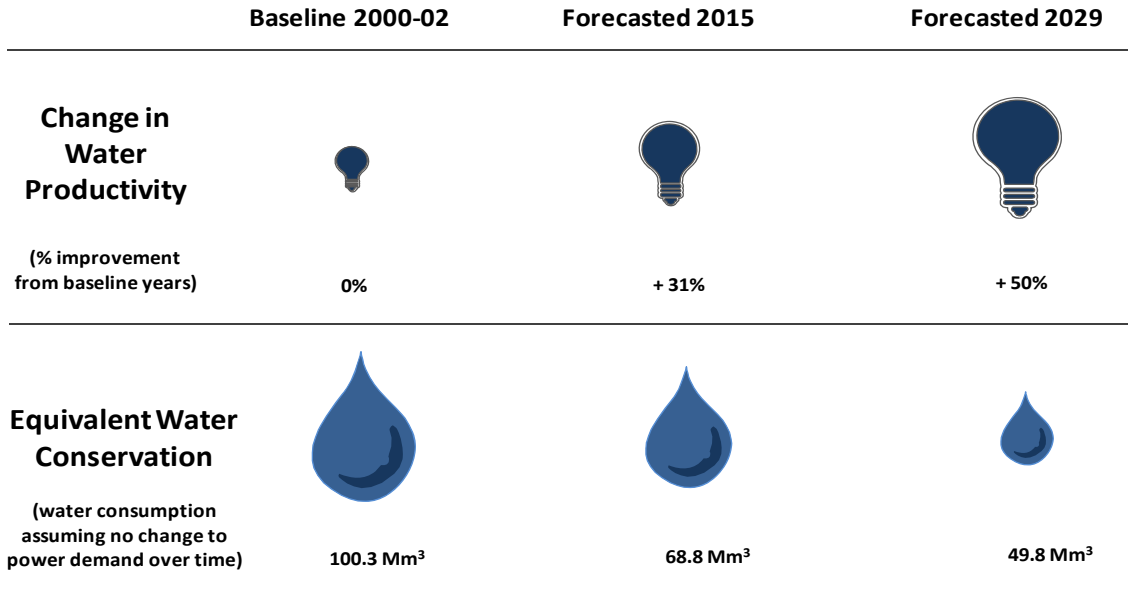 Baseline 2000-02 Forecasted 2015 Forecasted 2029
Change in
Water
Productivity
(% improvement
from baseline years)
0% + 31% + 50%
Equivalent Water
Conservation
(water consumption
assuming no change to
power demand over time)
100.3 Mm³ 68.8 Mm³ 49.8 Mm³